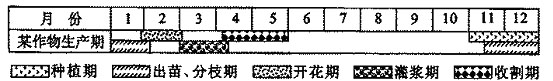 月 份 1 2 3 4 5 6 7 8 9 10 11 12
某作物生产期
种植期 出苗、分枝期 开花期 灌浆期 收割期